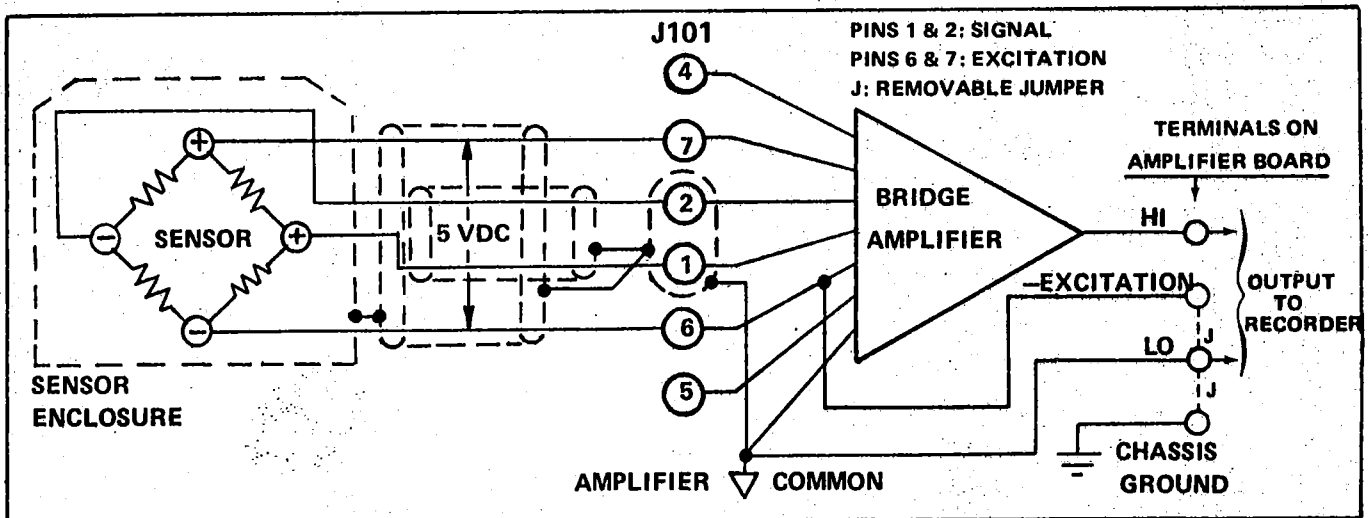 J101
PINS 1 & 2: SIGNAL
PINS 6 & 7: EXCITATION
J: REMOVABLE JUMPER
4
7
2
1
6
5
+
-
+
-
SENSOR
5 VDC
SENSOR
ENCLOSURE
BRIDGE
AMPLIFIER
TERMINALS ON
AMPLIFIER BOARD
HI
-EXCITATION
J
LO
J
OUTPUT
TO
RECORDER
CHASSIS
GROUND
AMPLIFIER COMMON